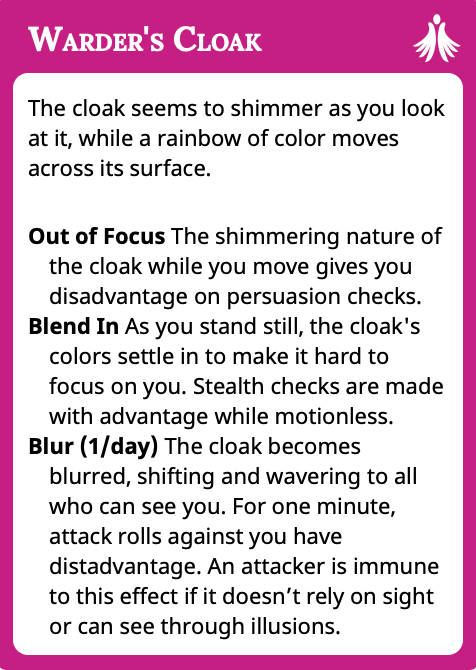 Warder's Cloak
The cloak seems to shimmer as you look
at it, while a rainbow of color moves
across its surface.
Out of Focus The shimmering nature of
the cloak while you move gives you
disadvantage on persuasion checks.
Blend In As you stand still, the cloak's
colors settle in to make it hard to
focus on you. Stealth checks are made
with advantage while motionless.
Blur (1/day) The cloak becomes
blurred, shifting and wavering to all
who can see you. For one minute,
attack rolls against you have
distadvantage. An attacker is immune
to this effect if it doesn’t rely on sight
or can see through illusions.